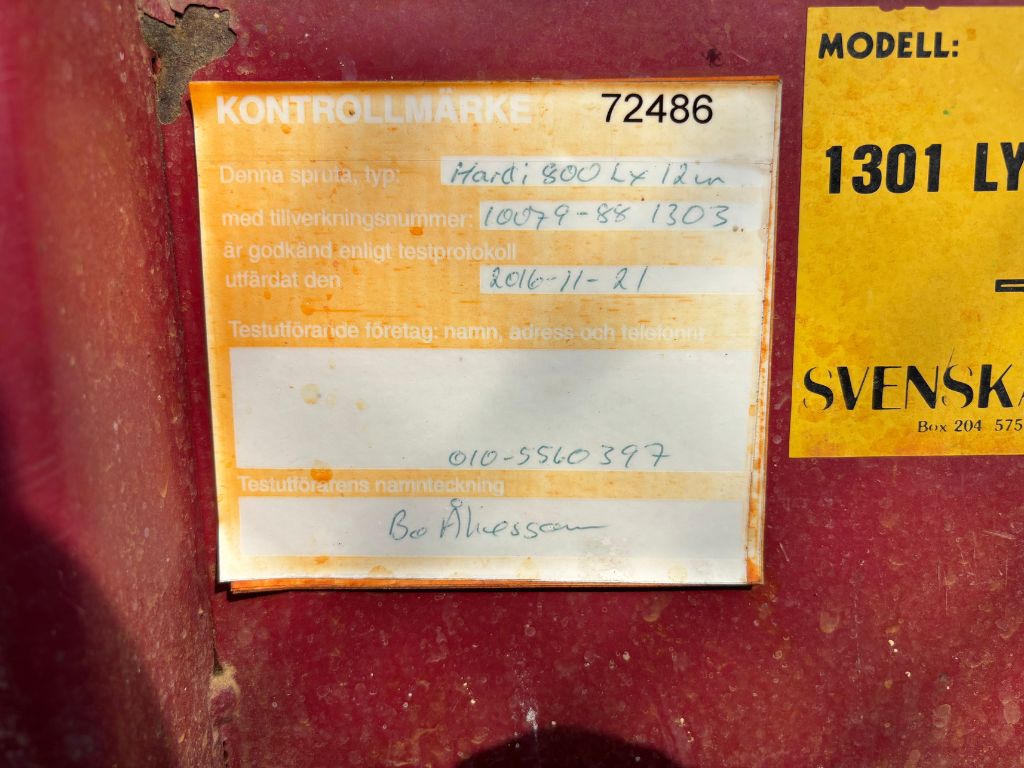 KONTROLLMÄRKE 72486
Denna spruta, typ: Hardi 800 Lx 12m
med tillverkningsnummer: 10079-88 1303
är godkänd enligt testprotokoll
utfärdat den 2016-11-21
Testutförande företag: namn, adress och telefonnr
010-5560397
Testutförarens namnteckning
Bo Åkesson
MODELL:
1301 LY
SVENSKA
Box 204 575